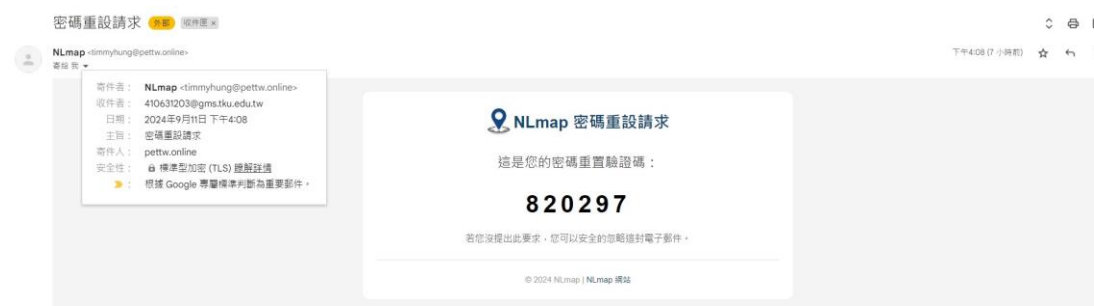 密碼重設請求 外部 收件匣 ×
NLmap <timmyhung@pettw.online>
下午4:08 (7 小時前)
寄給 我
寄件者： NLmap <timmyhung@pettw.online>
收件者： 410631203@gms.tku.edu.tw
日期： 2024年9月11日 下午4:08
主旨： 密碼重設請求
寄件人： pettw.online
安全性： 標準型加密 (TLS) 瞭解詳情
： 根據 Google 專屬標準判斷為重要郵件。
NLmap 密碼重設請求
這是您的密碼重置驗證碼：
820297
若您沒提出此要求，您可以安全的忽略這封電子郵件。
© 2024 NLmap | NLmap 網站